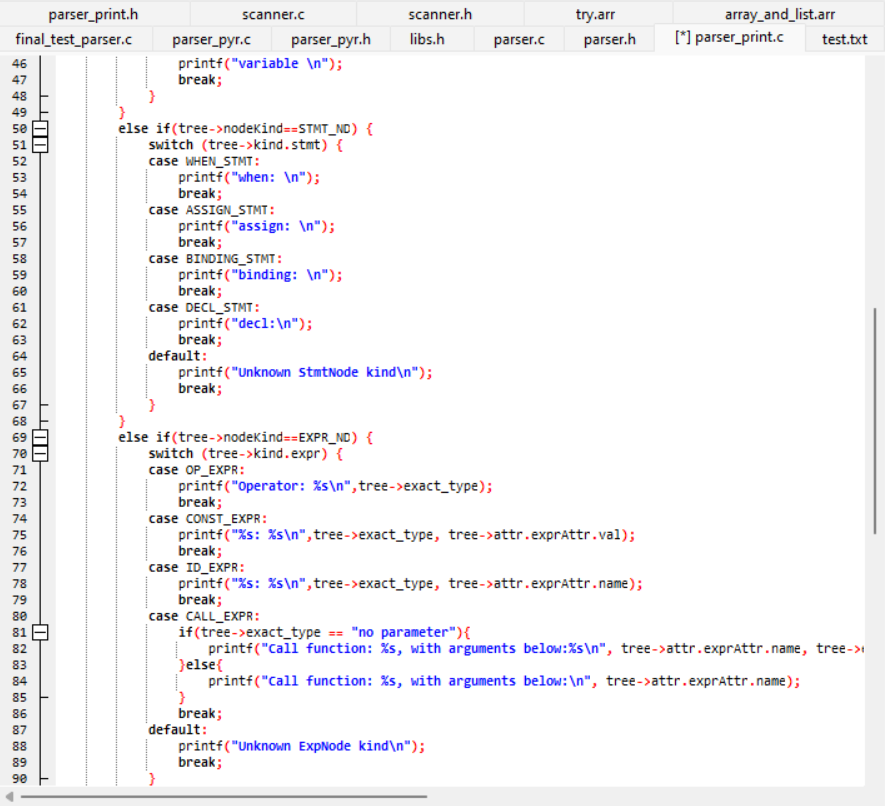 parser_print.h scanner.c scanner.h try.arr array_and_list.arr
final_test_parser.c parser_pyr.c parser_pyr.h libs.h parser.c parser.h [*] parser_print.c test.txt
46 printf("variable \n");
47 break;
48 }
49 }
50 else if(tree->nodeKind==STMT_ND) {
51 switch (tree->kind.stmt) {
52 case WHEN_STMT:
53 printf("when: \n");
54 break;
55 case ASSIGN_STMT:
56 printf("assign: \n");
57 break;
58 case BINDING_STMT:
59 printf("binding: \n");
60 break;
61 case DECL_STMT:
62 printf("decl:\n");
63 break;
64 default:
65 printf("Unknown StmtNode kind\n");
66 break;
67 }
68 }
69 else if(tree->nodeKind==EXPR_ND) {
70 switch (tree->kind.expr) {
71 case OP_EXPR:
72 printf("Operator: %s\n",tree->exact_type);
73 break;
74 case CONST_EXPR:
75 printf("%s: %s\n",tree->exact_type, tree->attr.exprAttr.val);
76 break;
77 case ID_EXPR:
78 printf("%s: %s\n",tree->exact_type, tree->attr.exprAttr.name);
79 break;
80 case CALL_EXPR:
81 if(tree->exact_type == "no parameter"){
82 printf("Call function: %s, with arguments below:%s\n", tree->attr.exprAttr.name, tree->
83 }else{
84 printf("Call function: %s, with arguments below:\n", tree->attr.exprAttr.name);
85 }
86 break;
87 default:
88 printf("Unknown ExpNode kind\n");
89 break;
90 }